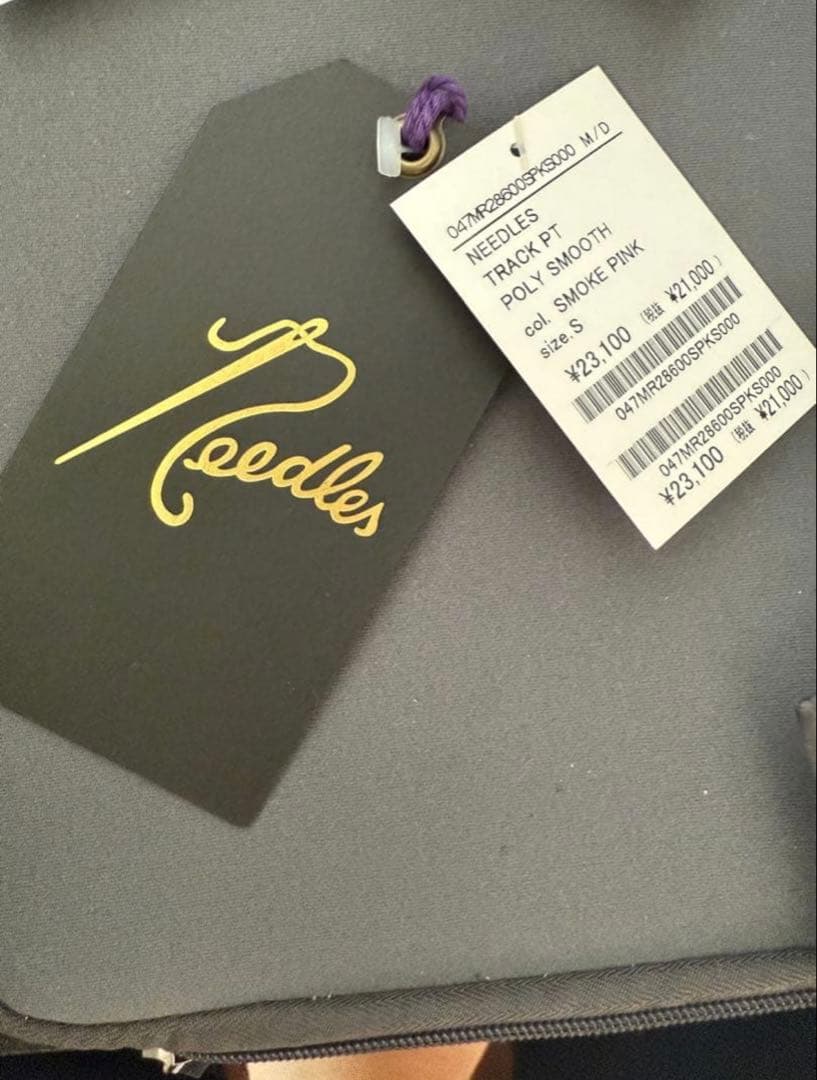 Needles
047MR28600SPKS000 M/D
NEEDLES
TRACK PT
POLY SMOOTH
col. SMOKE PINK
size.S
¥23,100 (税抜 ¥21,000)
047MR28600SPKS000
047MR28600SPKS000
¥23,100 (税抜 ¥21,000)